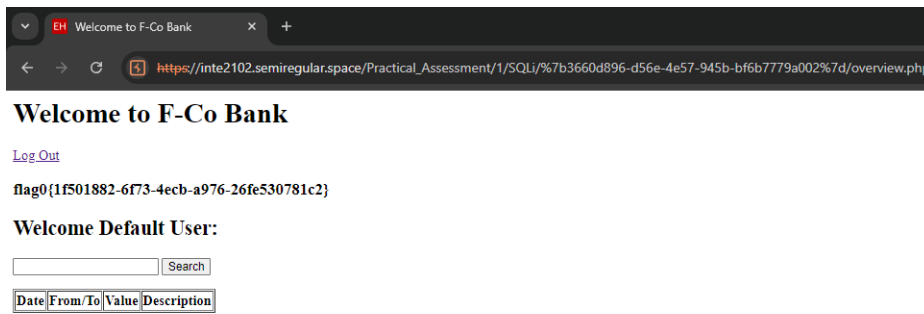 EH Welcome to F-Co Bank
https://inte2102.semiregular.space/Practical_Assessment/1/SQLi/%7b3660d896-d56e-4e57-945b-bf6b7779a002%7d/overview.php
Welcome to F-Co Bank
Log Out
flag0{1f501882-6f73-4ecb-a976-26fe530781c2}
Welcome Default User:
Search
Date From/To Value Description